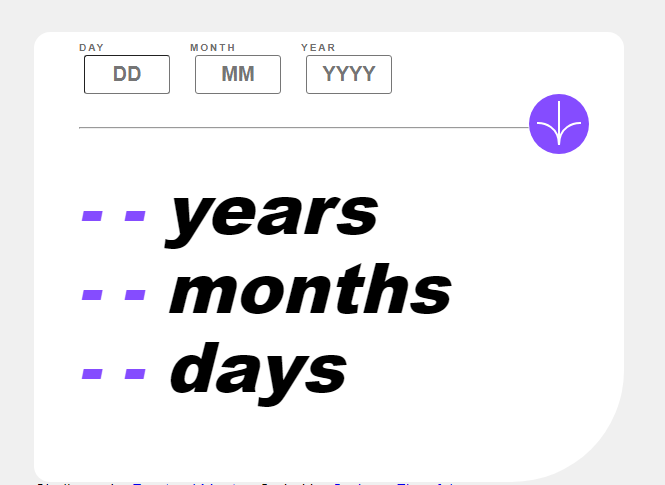 DAY MONTH YEAR
DD MM YYYY
- - years
- - months
- - days